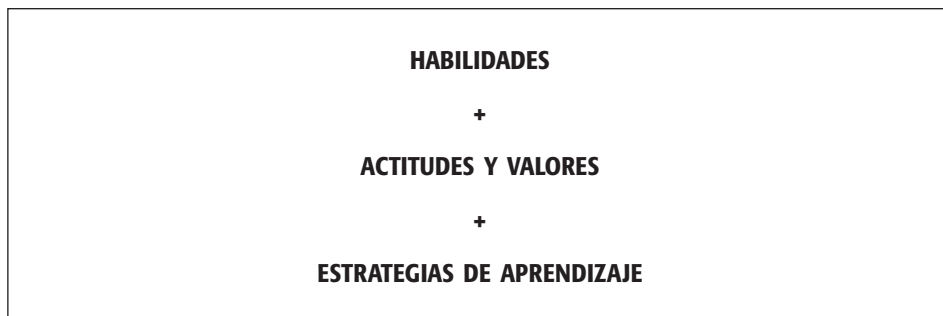 HABILIDADES
+
ACTITUDES Y VALORES
+
ESTRATEGIAS DE APRENDIZAJE